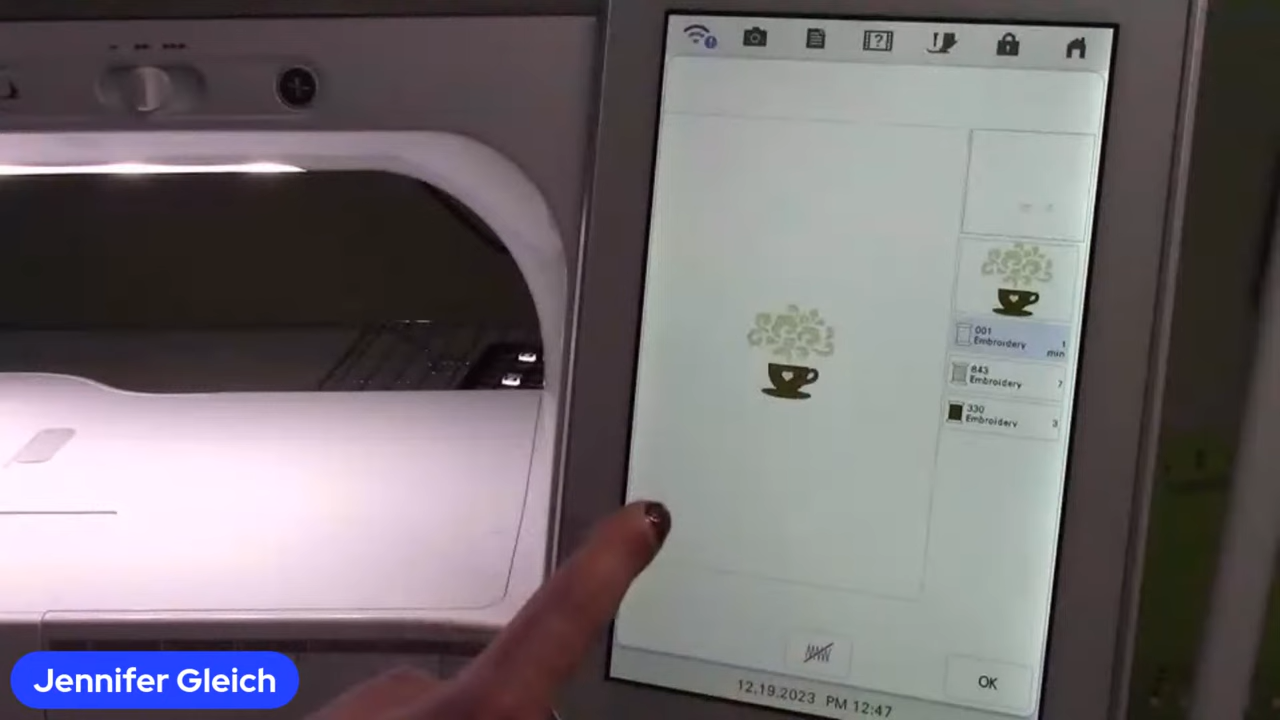 ?
001
Embroidery
1
min
843
Embroidery
7
330
Embroidery
3
OK
12.19.2023 PM 12:47
Jennifer Gleich